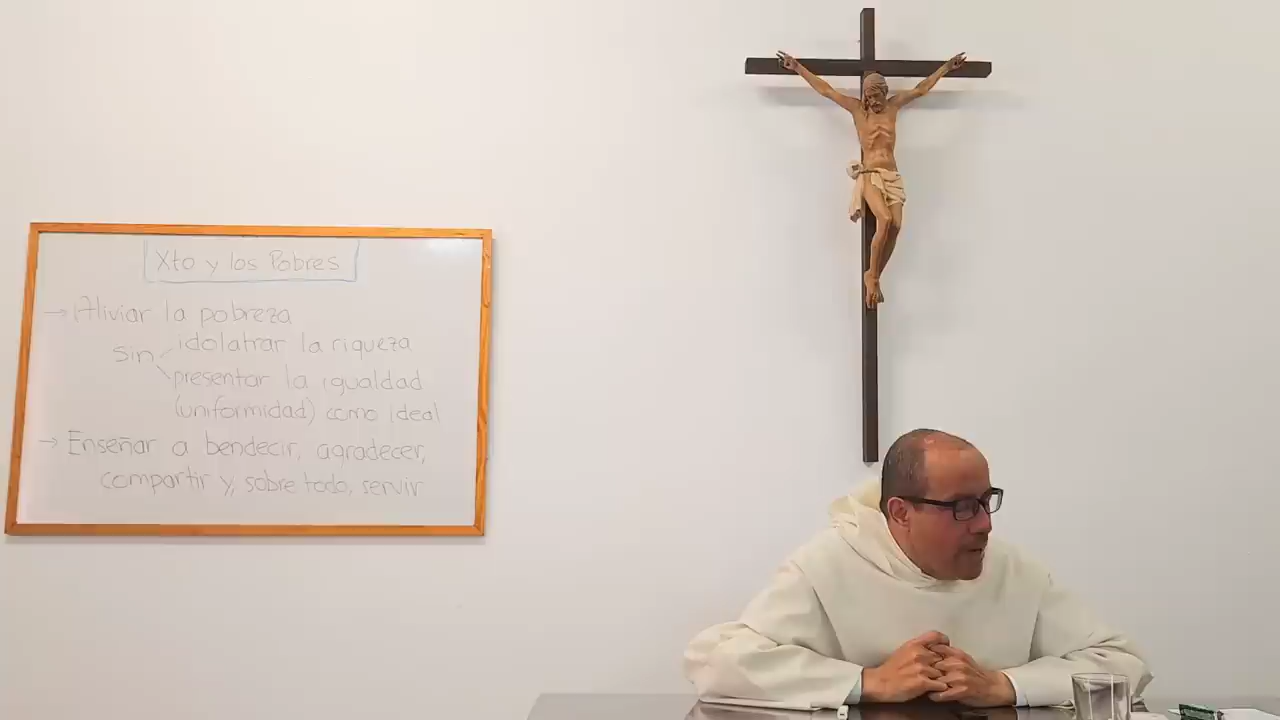 Xto y los Pobres
→ Aliviar la pobreza
sin idolatrar la riqueza
presentar la igualdad
(uniformidad) como ideal
→ Enseñar a bendecir, agradecer,
compartir y, sobre todo, servir